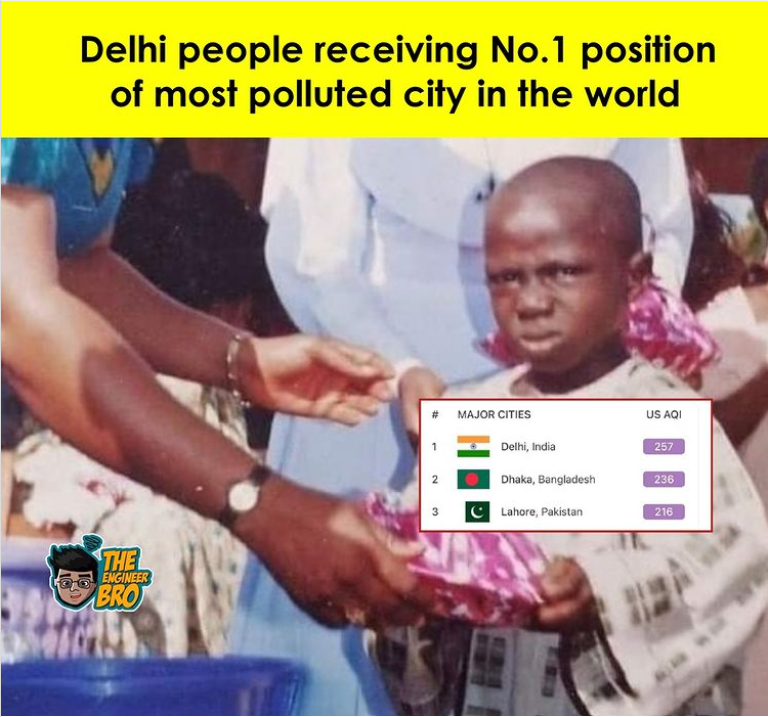 Delhi people receiving No.1 position
of most polluted city in the world
# MAJOR CITIES US AQI
1 Delhi, India 257
2 Dhaka, Bangladesh 236
3 Lahore, Pakistan 216
THE
ENGINEER
BRO